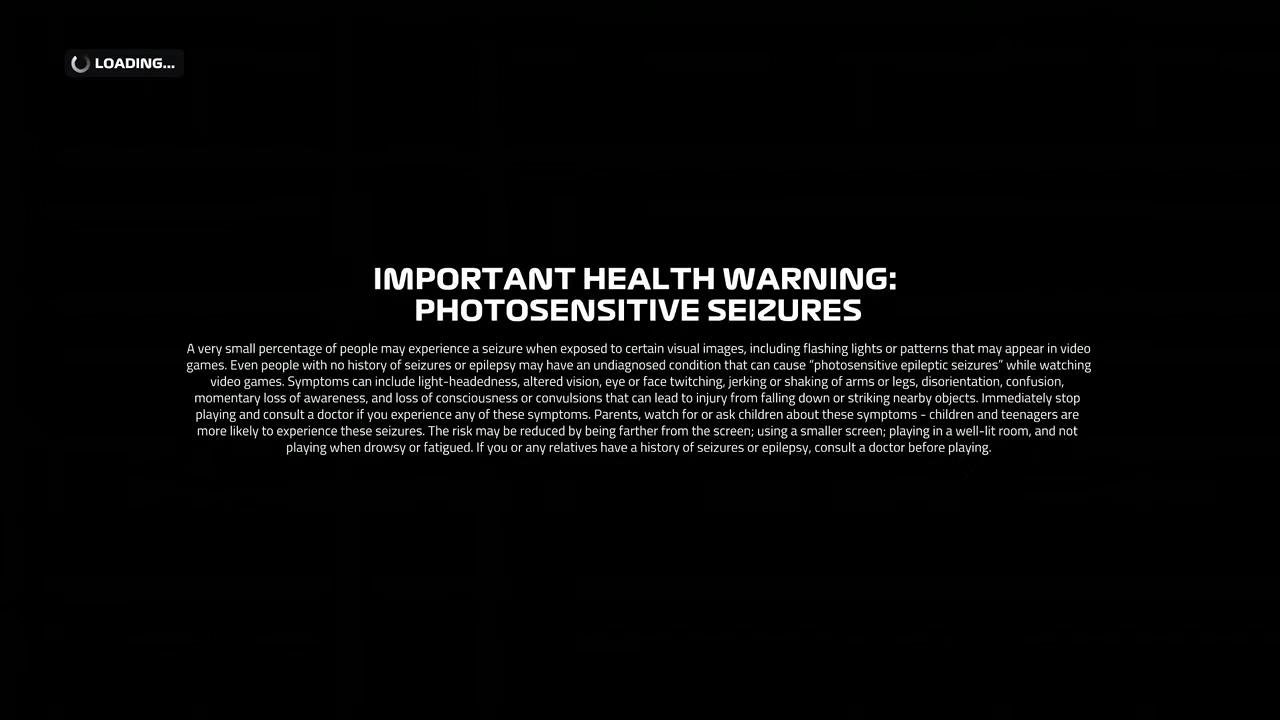 LOADING...
IMPORTANT HEALTH WARNING:
PHOTOSENSITIVE SEIZURES
A very small percentage of people may experience a seizure when exposed to certain visual images, including flashing lights or patterns that may appear in video
games. Even people with no history of seizures or epilepsy may have an undiagnosed condition that can cause “photosensitive epileptic seizures” while watching
video games. Symptoms can include light-headedness, altered vision, eye or face twitching, jerking or shaking of arms or legs, disorientation, confusion,
momentary loss of awareness, and loss of consciousness or convulsions that can lead to injury from falling down or striking nearby objects. Immediately stop
playing and consult a doctor if you experience any of these symptoms. Parents, watch for or ask children about these symptoms - children and teenagers are
more likely to experience these seizures. The risk may be reduced by being farther from the screen; using a smaller screen; playing in a well-lit room, and not
playing when drowsy or fatigued. If you or any relatives have a history of seizures or epilepsy, consult a doctor before playing.